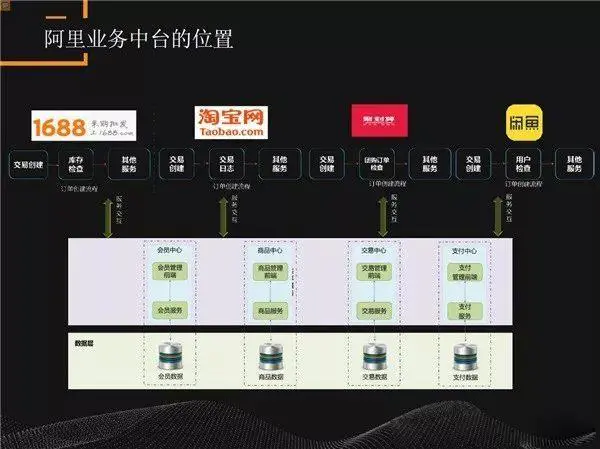 阿里业务中台的位置
1688 采购批发
上1688.com
淘宝网
Taobao.com
聚划算
闲鱼
交易创建
库存
检查
其他
服务
交易
创建
交易
日志
其他
服务
交易
创建
团购订单
检查
其他
服务
交易
创建
用户
检查
其他
服务
订单创建流程
订单创建流程
订单创建流程
订单创建流程
服务交互
服务交互
服务交互
服务交互
会员中心
商品中心
交易中心
支付中心
会员管理
前端
商品管理
前端
交易管理
前端
支付
管理前端
会员服务
商品服务
交易服务
支付
服务
数据层
会员数据
商品数据
交易数据
支付数据